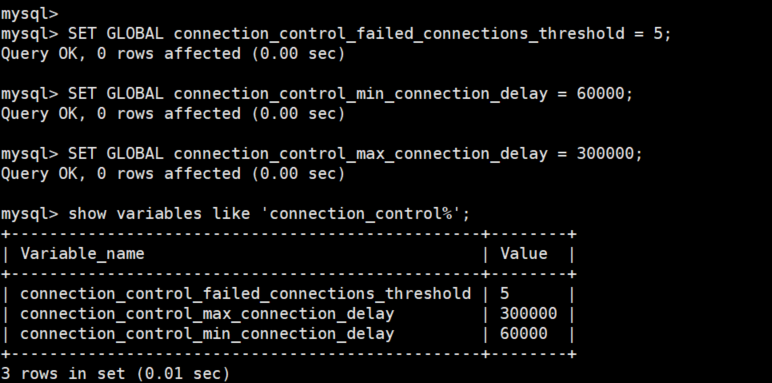 mysql>
mysql> SET GLOBAL connection_control_failed_connections_threshold = 5;
Query OK, 0 rows affected (0.00 sec)
mysql> SET GLOBAL connection_control_min_connection_delay = 60000;
Query OK, 0 rows affected (0.00 sec)
mysql> SET GLOBAL connection_control_max_connection_delay = 300000;
Query OK, 0 rows affected (0.00 sec)
mysql> show variables like 'connection_control%';
+-------------------------------------------------+--------+
| Variable_name                                   | Value  |
+-------------------------------------------------+--------+
| connection_control_failed_connections_threshold | 5      |
| connection_control_max_connection_delay         | 300000 |
| connection_control_min_connection_delay         | 60000  |
+-------------------------------------------------+--------+
3 rows in set (0.01 sec)